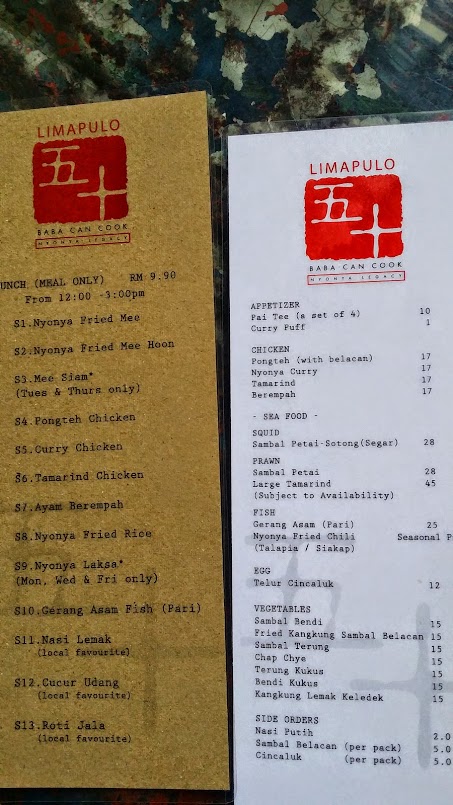 LIMAPULO
五十
BABA CAN COOK
NYONYA LEGACY
UNCH (MEAL ONLY) RM 9.90
From 12:00 -3:00pm
S1.Nyonya Fried Mee
S2.Nyonya Fried Mee Hoon
S3.Mee Siam*
(Tues & Thurs only)
S4.Pongteh Chicken
S5.Curry Chicken
S6.Tamarind Chicken
S7.Ayam Berempah
S8.Nyonya Fried Rice
S9.Nyonya Laksa*
(Mon, Wed & Fri only)
S10.Gerang Asam Fish (Pari)
S11.Nasi Lemak
(local favourite)
S12.Cucur Udang
(local favourite)
S13.Roti Jala
(local favourite)
LIMAPULO
五十
BABA CAN COOK
NYONYA LEGACY
APPETIZER
Pai Tee (a set of 4) 10
Curry Puff 1
CHICKEN
Pongteh (with belacan) 17
Nyonya Curry 17
Tamarind 17
Berempah 17
- SEA FOOD -
SQUID
Sambal Petai-Sotong(Segar) 28
PRAWN
Sambal Petai 28
Large Tamarind 45
(Subject to Availability)
FISH
Gerang Asam (Pari) 25
Nyonya Fried Chili Seasonal P
(Talapia / Siakap)
EGG
Telur Cincaluk 12
VEGETABLES
Sambal Bendi 15
Fried Kangkung Sambal Belacan 15
Sambal Terung 15
Chap Chye 15
Terung Kukus 15
Bendi Kukus 15
Kangkung Lemak Keledek 15
SIDE ORDERS
Nasi Putih 2.0
Sambal Belacan (per pack) 5.0
Cincaluk (per pack) 5.0